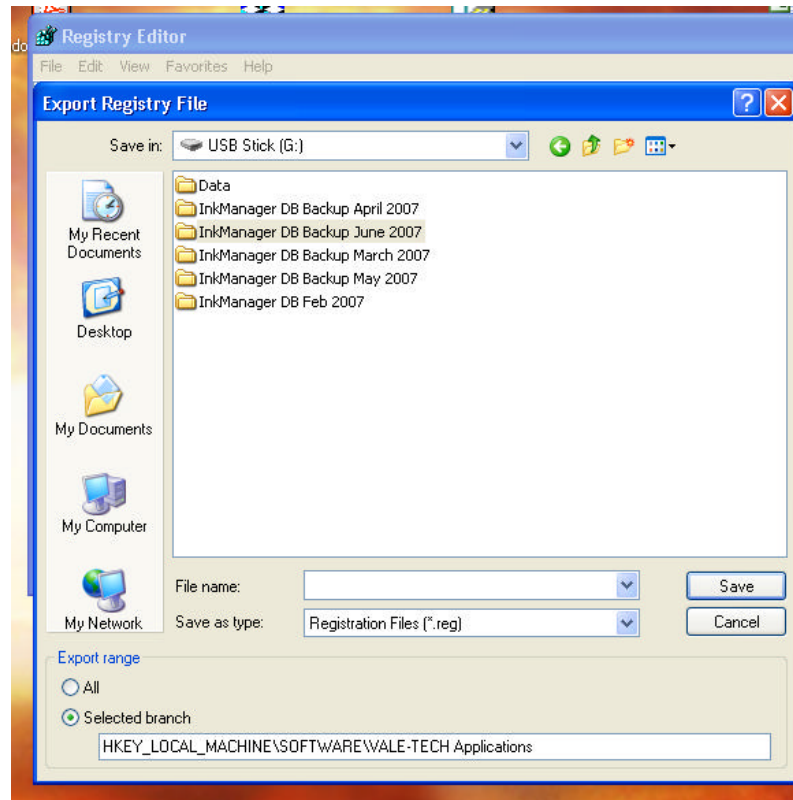 do
Registry Editor
File Edit View Favorites Help
Export Registry File
Save in: USB Stick (G:)
Data
InkManager DB Backup April 2007
InkManager DB Backup June 2007
InkManager DB Backup March 2007
InkManager DB Backup May 2007
InkManager DB Feb 2007
My Recent
Documents
Desktop
My Documents
My Computer
My Network
File name:
Save
Save as type: Registration Files (*.reg)
Cancel
Export range
All
Selected branch
HKEY_LOCAL_MACHINE\SOFTWARE\VALE-TECH Applications